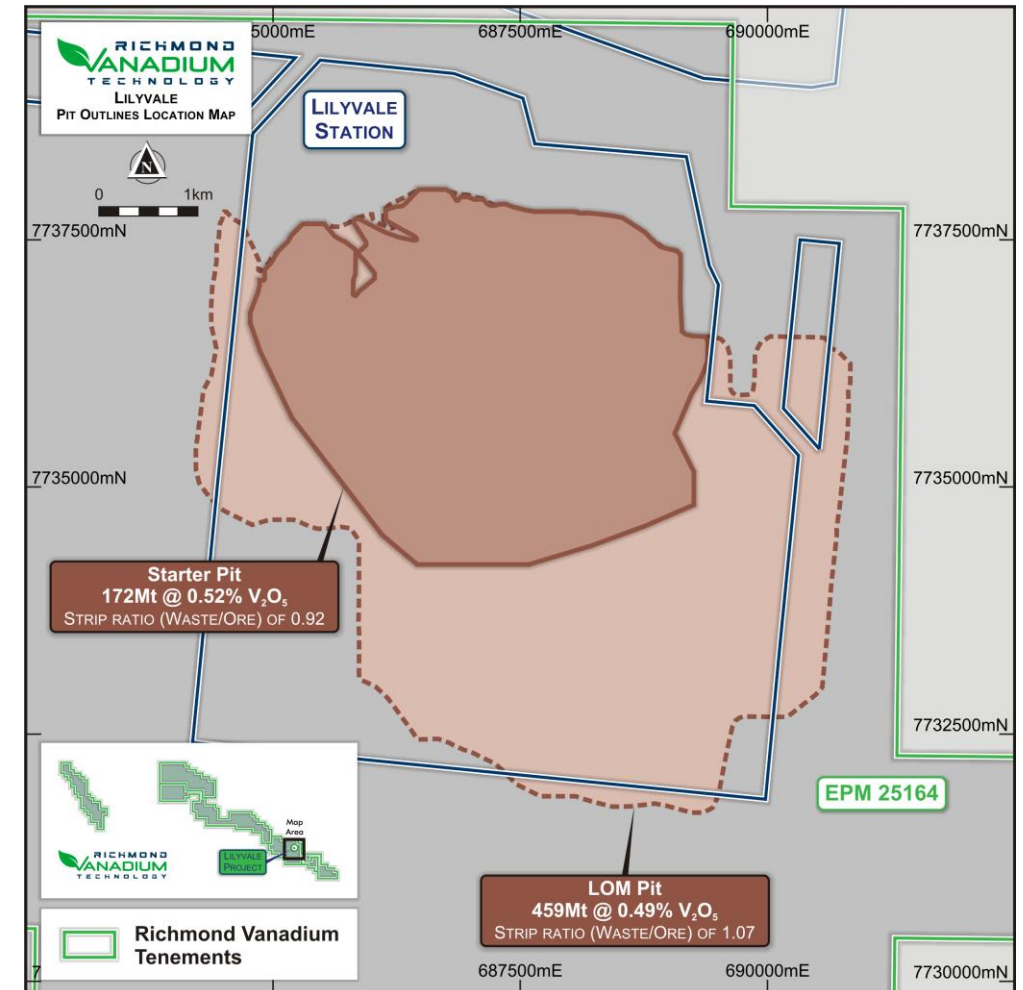 RICHMOND
VANADIUM
TECHNOLOGY
LILYVALE
PIT OUTLINES LOCATION MAP
N
0 1km
5000mE
687500mE
690000mE
LILYVALE
STATION
7737500mN
7737500mN
7735000mN
7735000mN
Starter Pit
172Mt @ 0.52% V₂O₅
STRIP RATIO (WASTE/ORE) OF 0.92
7732500mN
EPM 25164
Map
Area
LILYVALE
PROJECT
RICHMOND
VANADIUM
TECHNOLOGY
LOM Pit
459Mt @ 0.49% V₂O₅
STRIP RATIO (WASTE/ORE) OF 1.07
Richmond Vanadium
Tenements
7
687500mE
690000mE
7730000mN